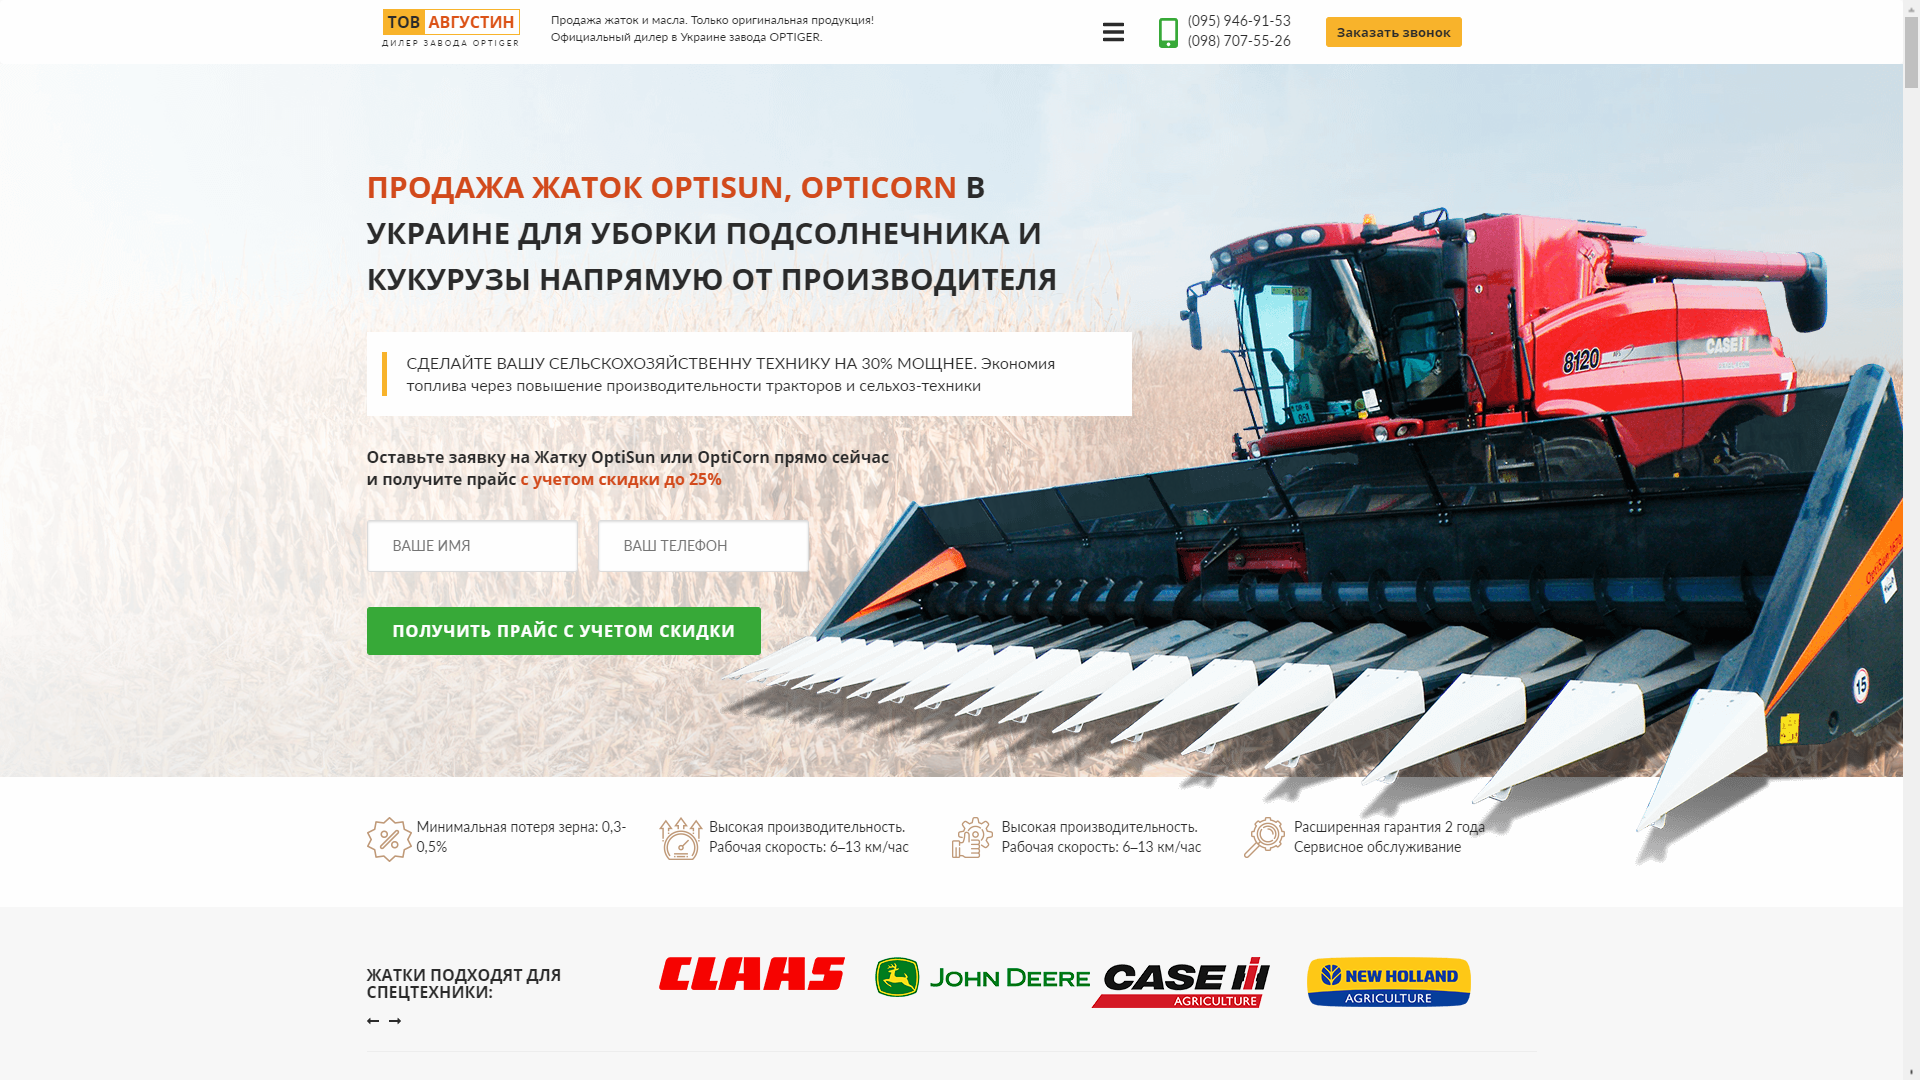 ТОВ АВГУСТИН
ДИЛЕР ЗАВОДА OPTIGER
Продажа жаток и масла. Только оригинальная продукция!
Официальный дилер в Украине завода OPTIGER.
(095) 946-91-53
(098) 707-55-26
Заказать звонок
ПРОДАЖА ЖАТОК OPTISUN, OPTICORN В
УКРАИНЕ ДЛЯ УБОРКИ ПОДСОЛНЕЧНИКА И
КУКУРУЗЫ НАПРЯМУЮ ОТ ПРОИЗВОДИТЕЛЯ
СДЕЛАЙТЕ ВАШУ СЕЛЬСКОХОЗЯЙСТВЕННУ ТЕХНИКУ НА 30% МОЩНЕЕ. Экономия
топлива через повышение производительности тракторов и сельхоз-техники
Оставьте заявку на Жатку OptiSun или OptiCorn прямо сейчас
и получите прайс с учетом скидки до 25%
ВАШЕ ИМЯ
ВАШ ТЕЛЕФОН
ПОЛУЧИТЬ ПРАЙС С УЧЕТОМ СКИДКИ
8120
CASE IH
OptiSun 1670
15
Минимальная потеря зерна: 0,3-
0,5%
Высокая производительность.
Рабочая скорость: 6–13 км/час
Высокая производительность.
Рабочая скорость: 6–13 км/час
Расширенная гарантия 2 года
Сервисное обслуживание
ЖАТКИ ПОДХОДЯТ ДЛЯ
СПЕЦТЕХНИКИ:
CLAAS
JOHN DEERE
CASE IH
AGRICULTURE
NEW HOLLAND
AGRICULTURE